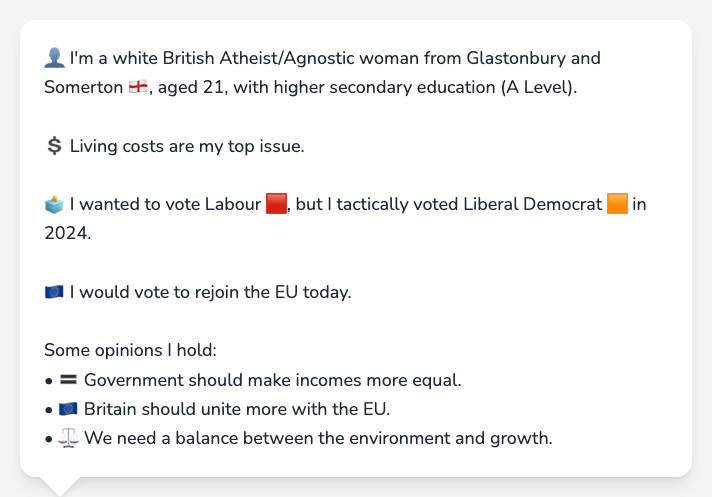 👤 I'm a white British Atheist/Agnostic woman from Glastonbury and
Somerton 🏴󠁧󠁢󠁥󠁮󠁧󠁿, aged 21, with higher secondary education (A Level).
💲 Living costs are my top issue.
🗳️ I wanted to vote Labour 🟥, but I tactically voted Liberal Democrat 🟧 in
2024.
🇪🇺 I would vote to rejoin the EU today.
Some opinions I hold:
• 🟰 Government should make incomes more equal.
• 🇪🇺 Britain should unite more with the EU.
• ⚖️ We need a balance between the environment and growth.